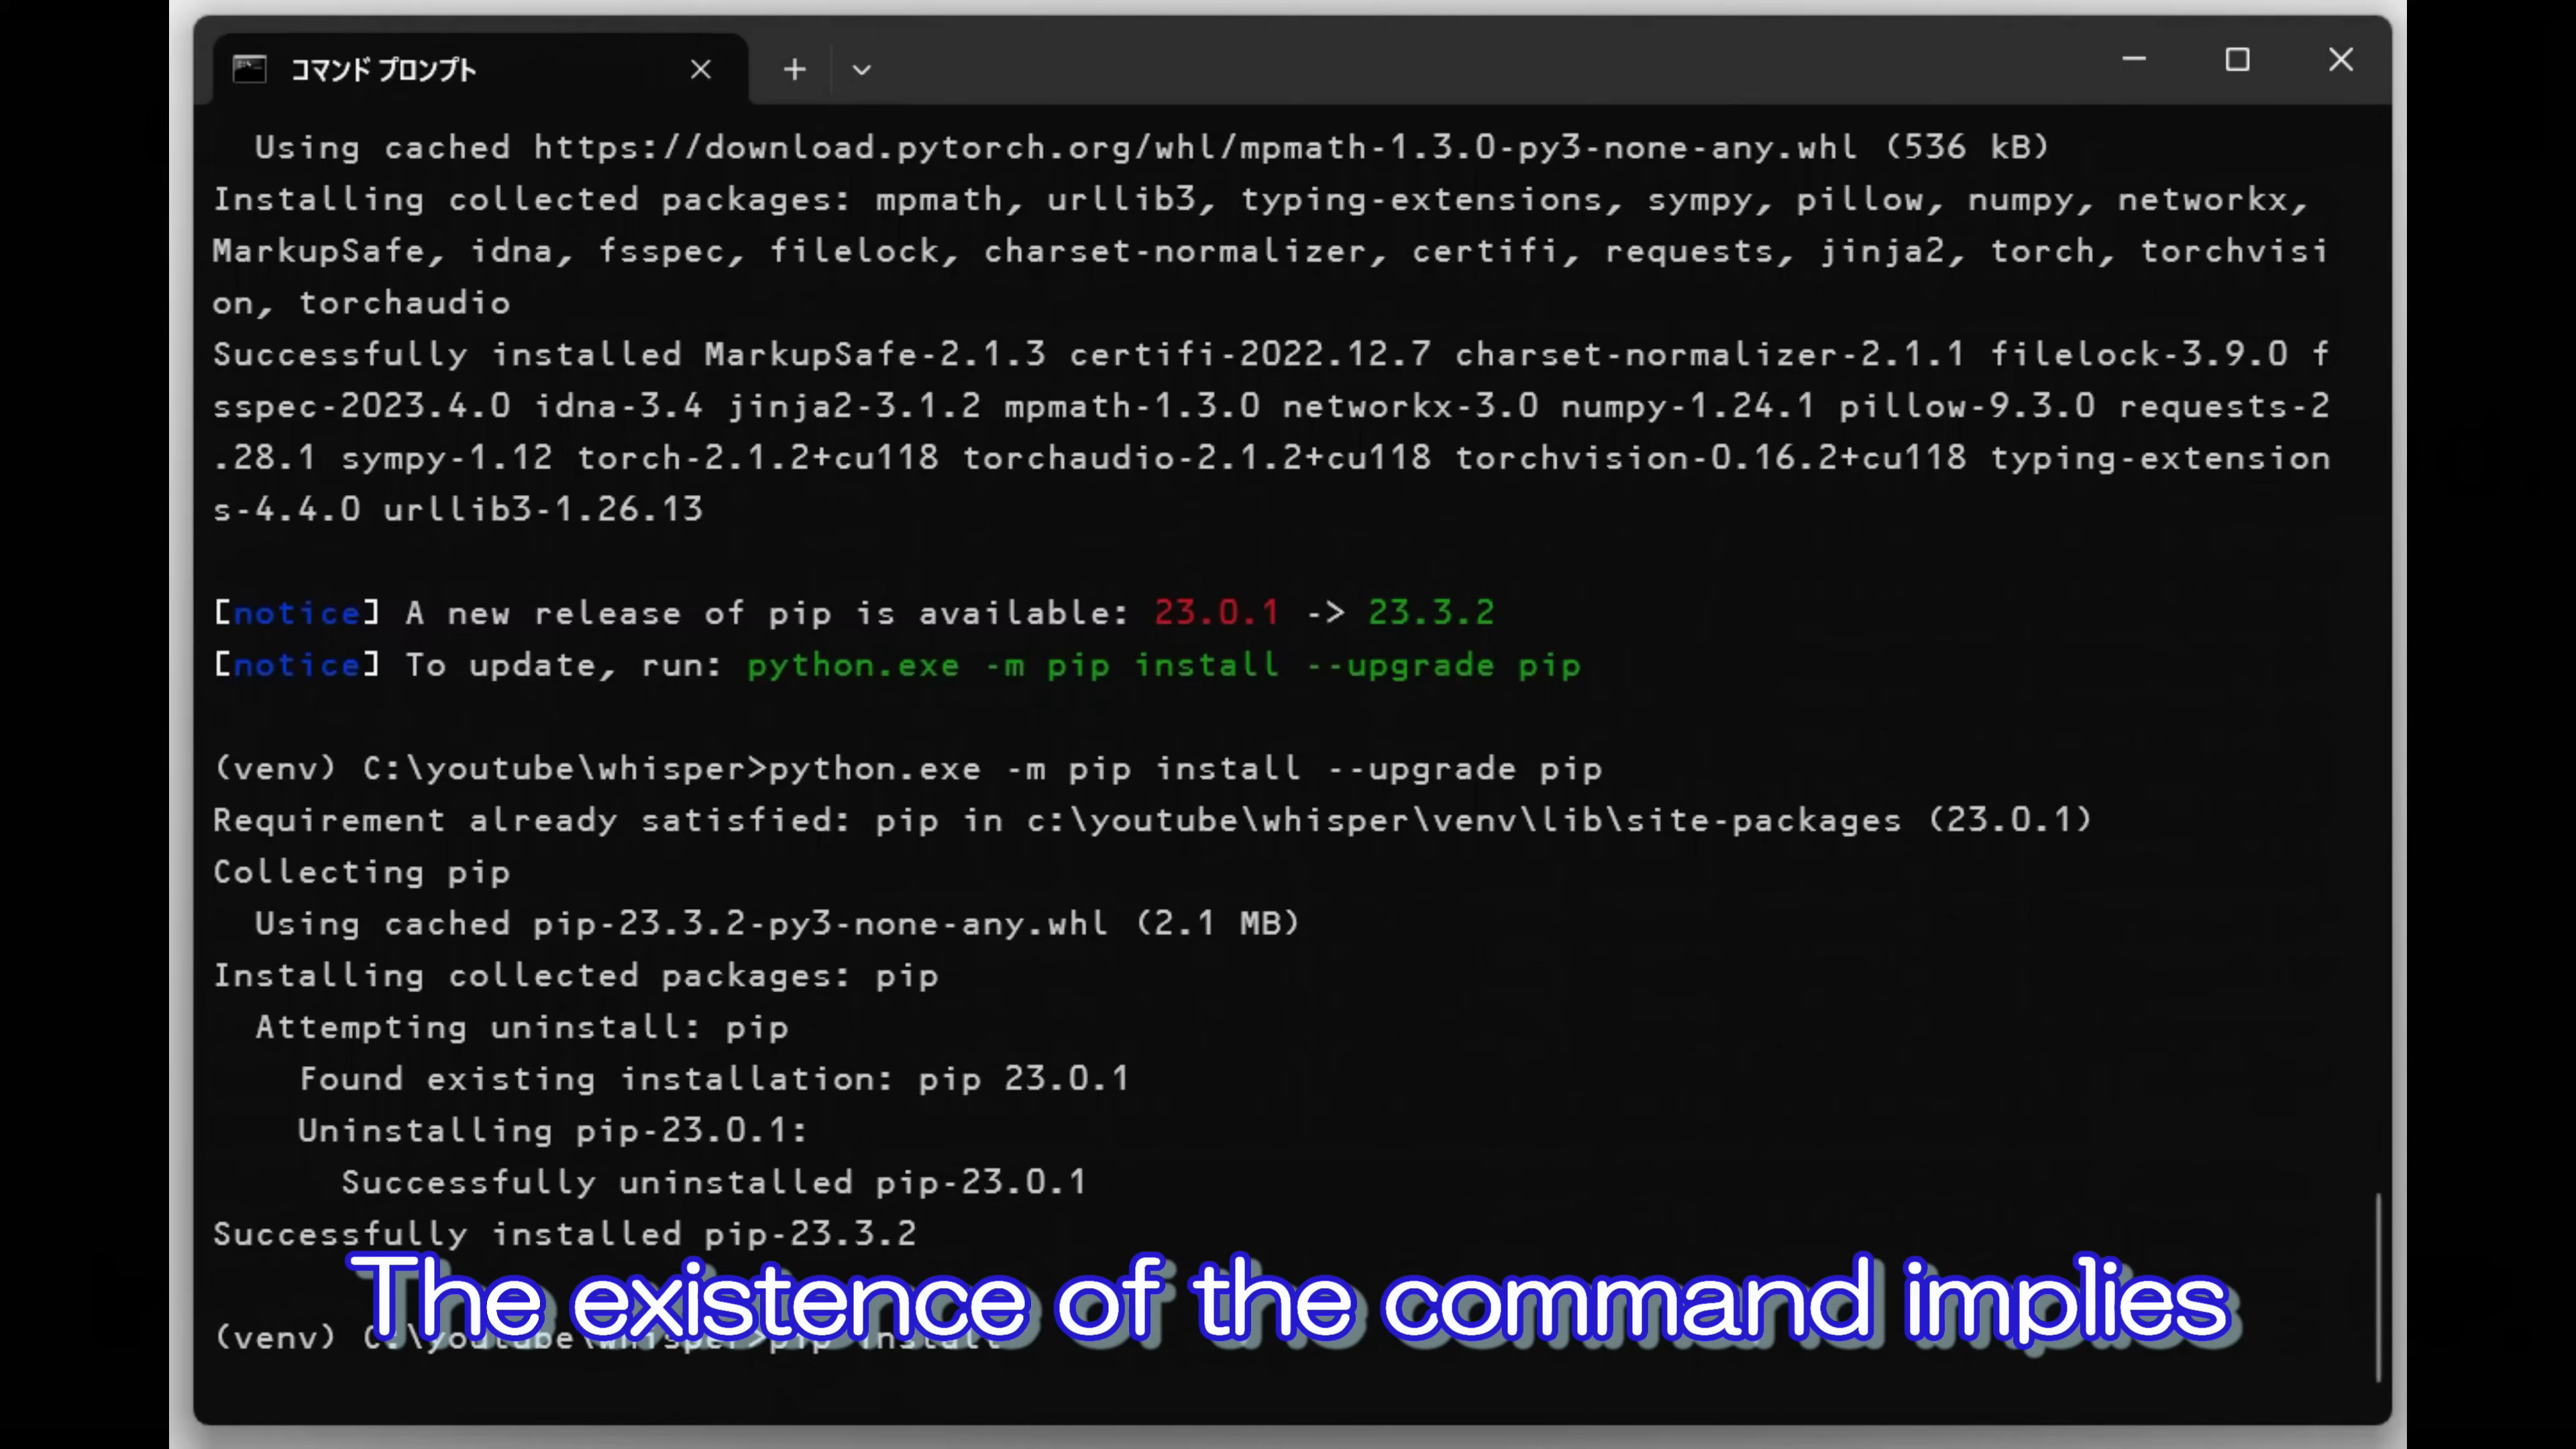 コマンド プロンプト
Using cached https://download.pytorch.org/whl/mpmath-1.3.0-py3-none-any.whl (536 kB)
Installing collected packages: mpmath, urllib3, typing-extensions, sympy, pillow, numpy, networkx,
MarkupSafe, idna, fsspec, filelock, charset-normalizer, certifi, requests, jinja2, torch, torchvisi
on, torchaudio
Successfully installed MarkupSafe-2.1.3 certifi-2022.12.7 charset-normalizer-2.1.1 filelock-3.9.0 f
sspec-2023.4.0 idna-3.4 jinja2-3.1.2 mpmath-1.3.0 networkx-3.0 numpy-1.24.1 pillow-9.3.0 requests-2
.28.1 sympy-1.12 torch-2.1.2+cu118 torchaudio-2.1.2+cu118 torchvision-0.16.2+cu118 typing-extension
s-4.4.0 urllib3-1.26.13
[notice] A new release of pip is available: 23.0.1 -> 23.3.2
[notice] To update, run: python.exe -m pip install --upgrade pip
(venv) C:\youtube\whisper>python.exe -m pip install --upgrade pip
Requirement already satisfied: pip in c:\youtube\whisper\venv\lib\site-packages (23.0.1)
Collecting pip
Using cached pip-23.3.2-py3-none-any.whl (2.1 MB)
Installing collected packages: pip
Attempting uninstall: pip
Found existing installation: pip 23.0.1
Uninstalling pip-23.0.1:
Successfully uninstalled pip-23.0.1
Successfully installed pip-23.3.2
The existence of the command implies
(venv) C:\youtube\whisper>pip install